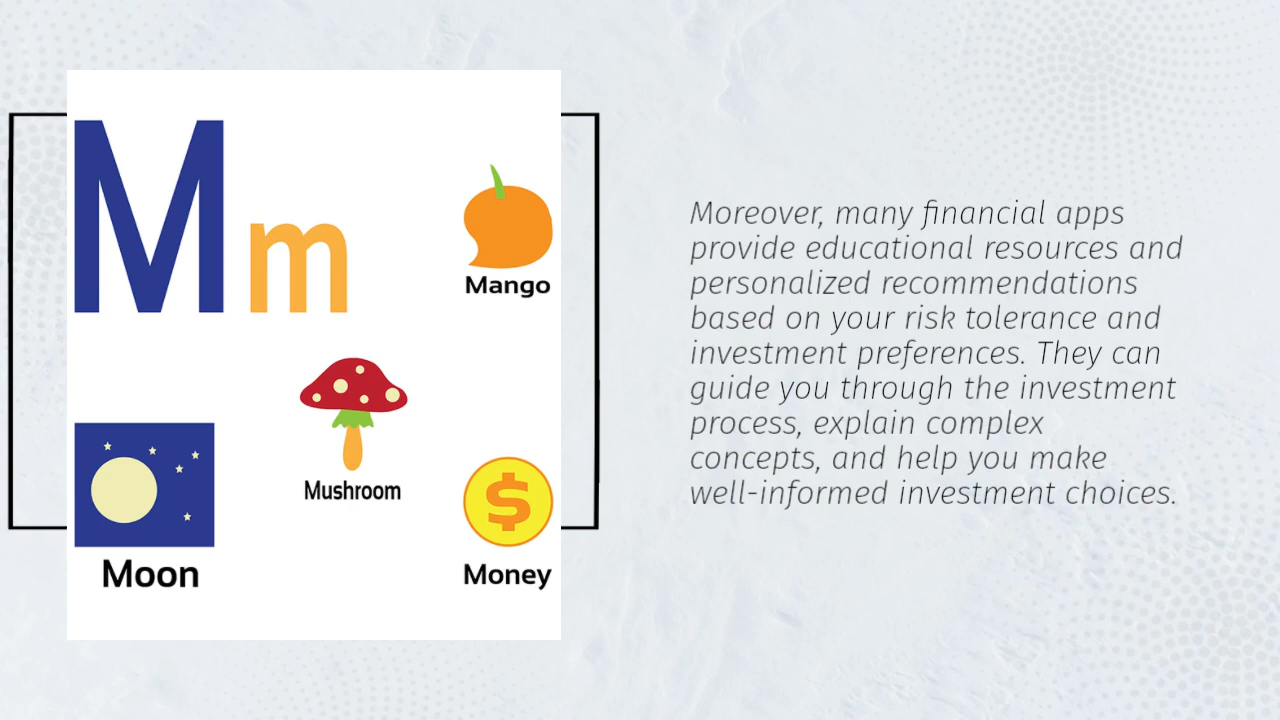 M m
Mango
Mushroom
Moon
$
Money
Moreover, many financial apps
provide educational resources and
personalized recommendations
based on your risk tolerance and
investment preferences. They can
guide you through the investment
process, explain complex
concepts, and help you make
well-informed investment choices.